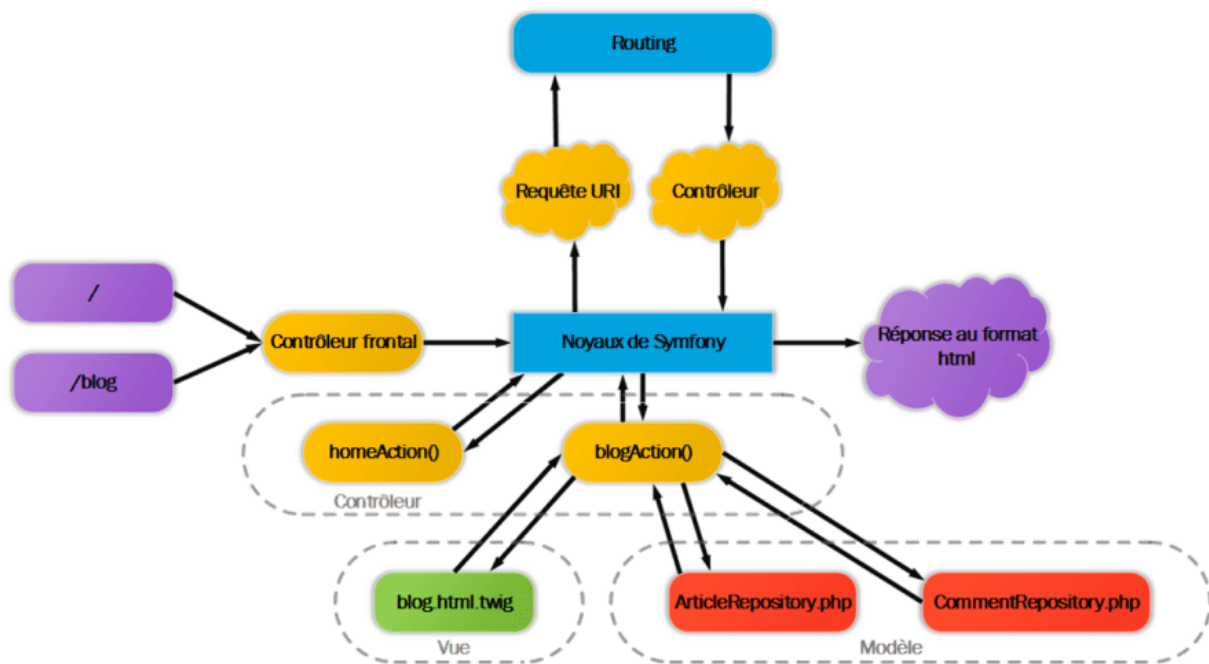 Routing
Requête URI
Contrôleur
/
/blog
Contrôleur frontal
Noyaux de Symfony
Réponse au format
html
homeAction()
blogAction()
Contrôleur
blog.html.twig
Vue
ArticleRepository.php
CommentRepository.php
Modèle